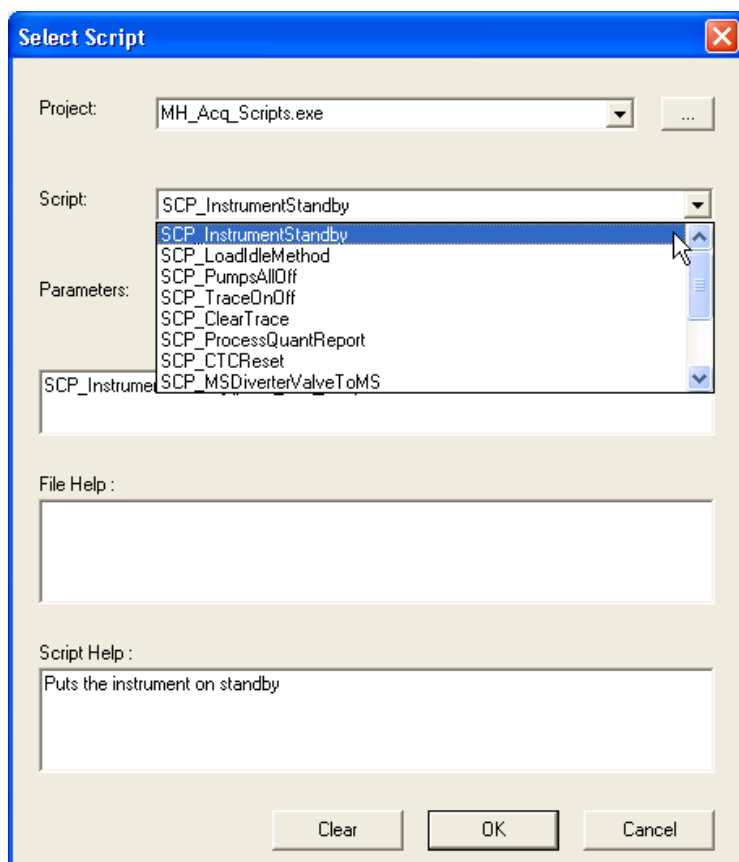 Select Script
Project:
MH_Acq_Scripts.exe
...
Script:
SCP_InstrumentStandby
SCP_InstrumentStandby
SCP_LoadIdleMethod
SCP_PumpsAllOff
Parameters:
SCP_TraceOnOff
SCP_ClearTrace
SCP_ProcessQuantReport
SCP_CTCReset
SCP_MSDiverterValveToMS
File Help :
Script Help :
Puts the instrument on standby
Clear
OK
Cancel